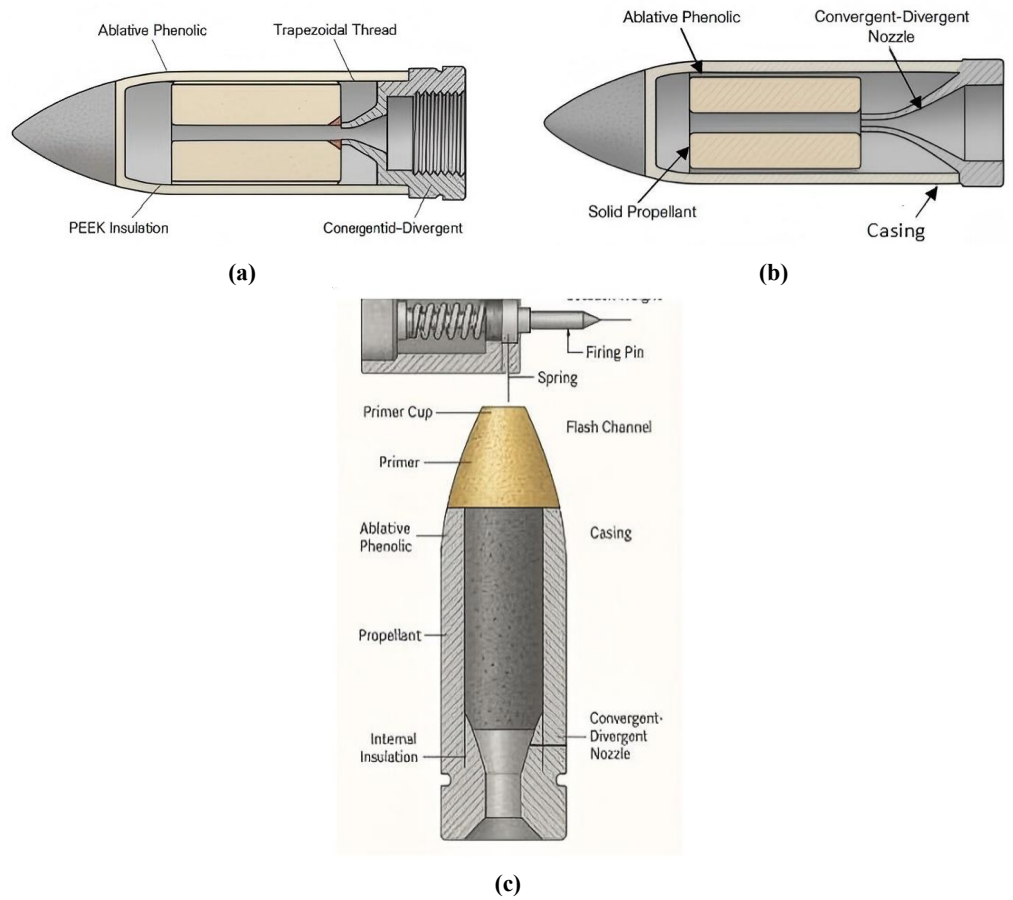 Ablative Phenolic
Trapezoidal Thread
PEEK Insulation
Conergentid-Divergent
(a)
Ablative Phenolic
Convergent-Divergent
Nozzle
Solid Propellant
Casing
(b)
Firing Pin
Spring
Primer Cup
Flash Channel
Primer
Ablative
Phenolic
Casing
Propellant
Internal
Insulation
Convergent-
Divergent
Nozzle
(c)